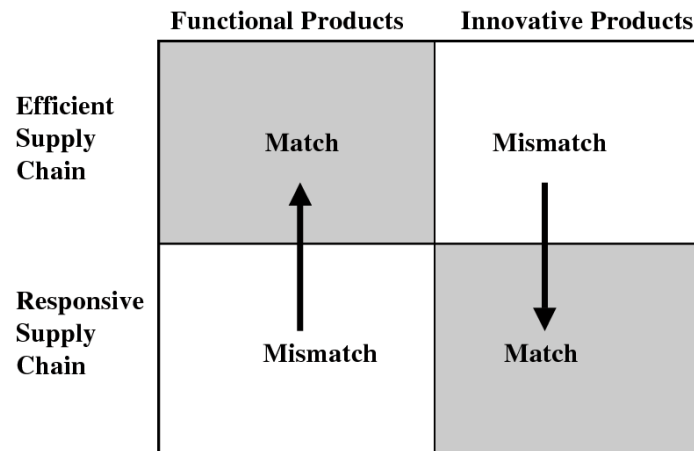 Functional Products Innovative Products
Efficient
Supply
Chain
Match Mismatch
Responsive
Supply
Chain
Mismatch Match